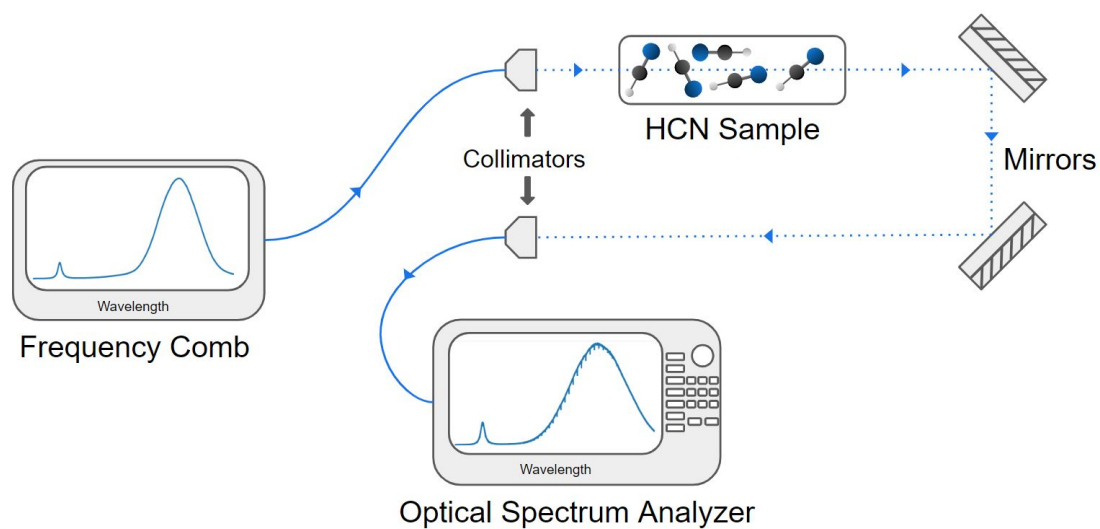 HCN Sample
Collimators
Mirrors
Wavelength
Frequency Comb
Wavelength
Optical Spectrum Analyzer